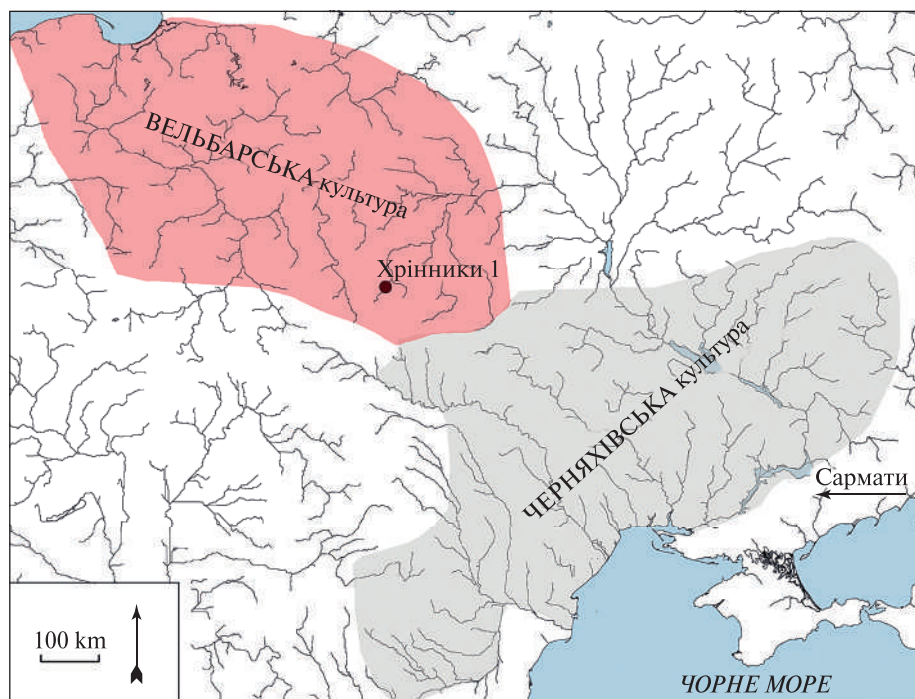 ВЕЛЬБАРСЬКА культура
Хрінники 1
ЧЕРНЯХІВСЬКА культура
Сармати
100 km
ЧОРНЕ МОРЕ